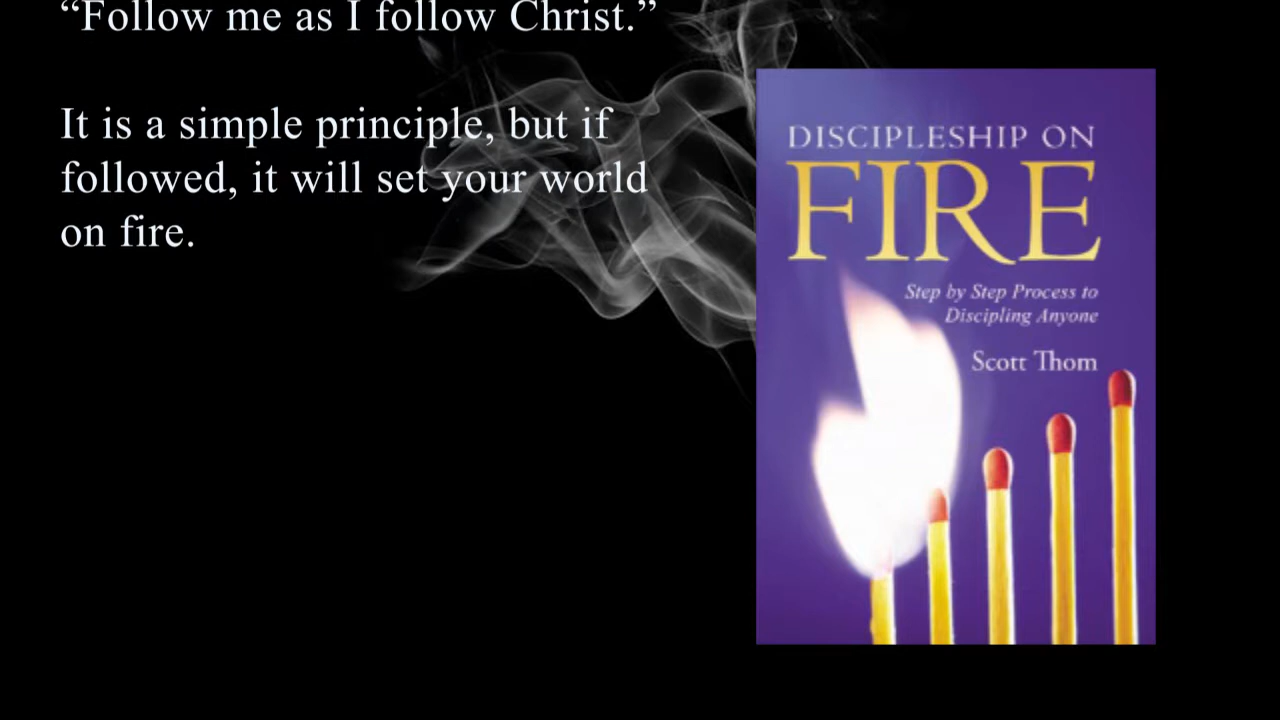 “Follow me as I follow Christ.”
It is a simple principle, but if
followed, it will set your world
on fire.
DISCIPLESHIP ON
FIRE
Step by Step Process to
Discipling Anyone
Scott Thom